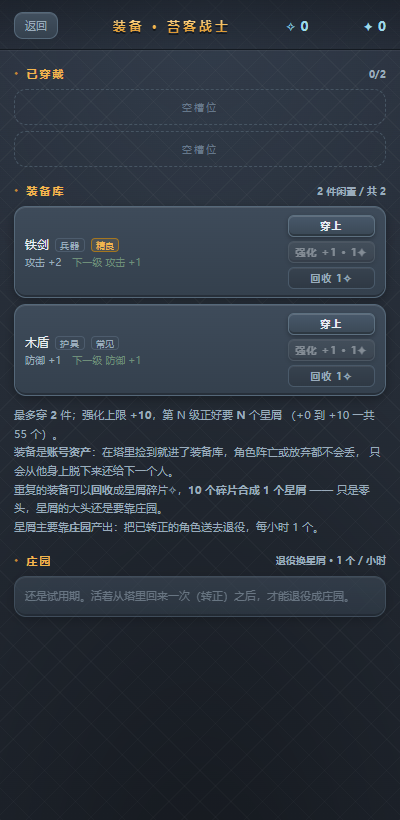 返回
装备 • 苔客战士
✧ 0
✦ 0
• 已穿戴
0/2
空槽位
空槽位
• 装备库
2 件闲置 / 共 2
铁剑 兵器 精良
攻击 +2 下一级 攻击 +1
穿上
强化 +1 • 1✦
回收 1✧
木盾 护具 常见
防御 +1 下一级 防御 +1
穿上
强化 +1 • 1✦
回收 1✧
最多穿 2 件；强化上限 +10，第 N 级正好要 N 个星屑 （+0 到 +10 一共
55 个）。
装备是账号资产：在塔里捡到就进了装备库，角色阵亡或放弃都不会丢， 只
会从他身上脱下来还给下一个人。
重复的装备可以回收成星屑碎片✧，10 个碎片合成 1 个星屑 —— 只是零
头，星屑的大头还是要靠庄园。
星屑主要靠庄园产出：把已转正的角色送去退役，每小时 1 个。
• 庄园
退役换星屑 • 1 个 / 小时
还是试用期。活着从塔里回来一次（转正）之后，才能退役成庄园。